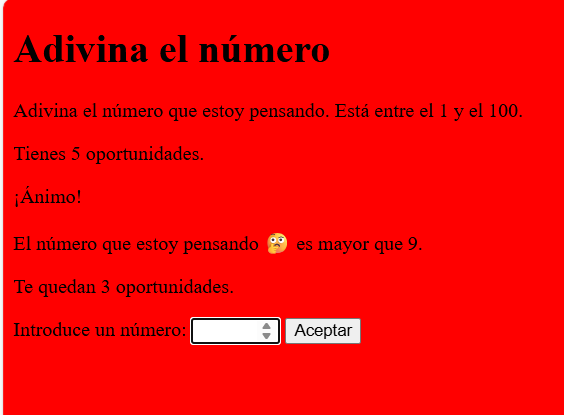 Adivina el número
Adivina el número que estoy pensando. Está entre el 1 y el 100.
Tienes 5 oportunidades.
¡Ánimo!
El número que estoy pensando 🤔 es mayor que 9.
Te quedan 3 oportunidades.
Introduce un número: Aceptar